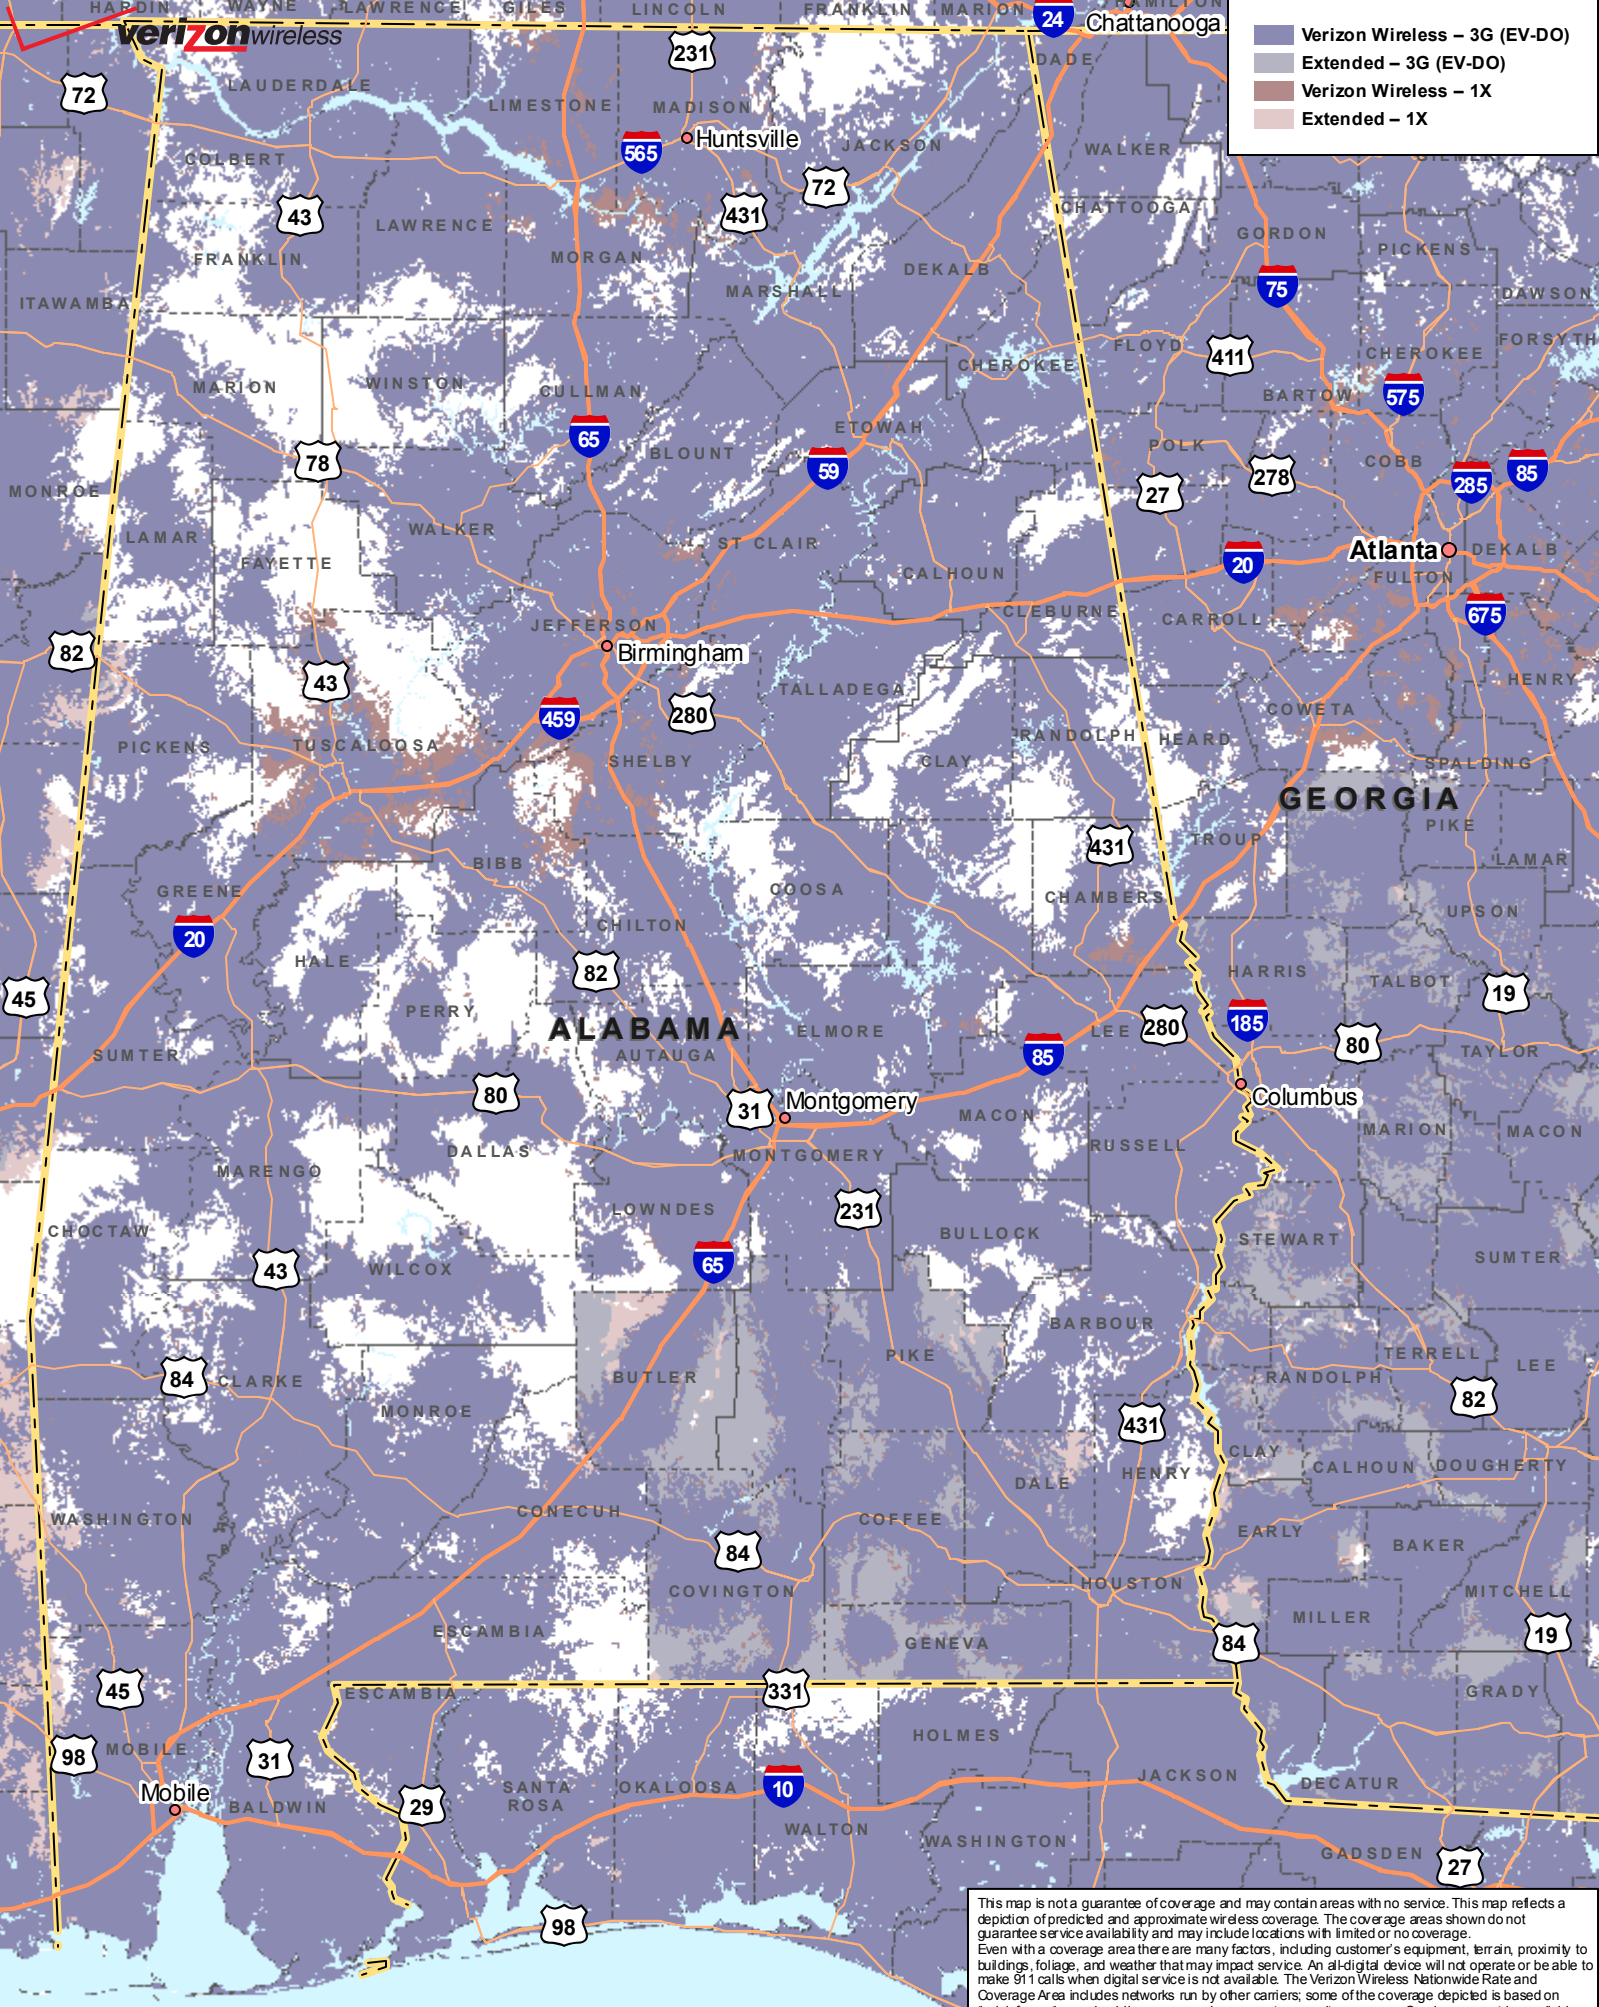 HARDIN
WAYNE
LAWRENCE
GILES
LINCOLN
FRANKLIN
MARION
HAMILTON
24
Chattanooga
verizonwireless
231
DADE
Verizon Wireless – 3G (EV-DO)
Extended – 3G (EV-DO)
Verizon Wireless – 1X
Extended – 1X
72
LAUDERDALE
LIMESTONE
MADISON
Huntsville
565
JACKSON
WALKER
GILMER
COLBERT
72
43
431
CHATTOOGA
LAWRENCE
GORDON
PICKENS
FRANKLIN
MORGAN
DEKALB
75
MARSHALL
DAWSON
ITAWAMBA
FORSYTH
FLOYD
411
CHEROKEE
CHEROKEE
MARION
WINSTON
CULLMAN
BARTOW
575
65
ETOWAH
BLOUNT
POLK
COBB
78
59
278
285
85
MONROE
27
WALKER
LAMAR
ST CLAIR
Atlanta
DEKALB
FAYETTE
CALHOUN
20
FULTON
CLEBURNE
CARROLL
675
JEFFERSON
82
Birmingham
43
TALLADEGA
HENRY
459
280
COWETA
PICKENS
TUSCALOOSA
RANDOLPH
HEARD
SHELBY
CLAY
SPALDING
GEORGIA
PIKE
431
TROUP
LAMAR
BIBB
GREENE
COOSA
CHAMBERS
UPSON
20
CHILTON
HALE
82
HARRIS
TALBOT
45
19
PERRY
ALABAMA
ELMORE
LEE
280
185
80
SUMTER
AUTAUGA
85
TAYLOR
80
31
Montgomery
Columbus
MACON
DALLAS
MONTGOMERY
RUSSELL
MARION
MACON
MARENGO
LOWNDES
231
CHOCTAW
BULLOCK
STEWART
43
WILCOX
65
SUMTER
BARBOUR
PIKE
TERRELL
LEE
84
CLARKE
BUTLER
RANDOLPH
82
MONROE
431
CLAY
CALHOUN
DOUGHERTY
DALE
HENRY
WASHINGTON
CONECUH
COFFEE
EARLY
BAKER
84
COVINGTON
HOUSTON
MITCHELL
MILLER
ESCAMBIA
GENEVA
84
19
45
ESCAMBIA
331
GRADY
98
MOBILE
31
HOLMES
Mobile
BALDWIN
29
SANTA
ROSA
OKALOOSA
10
JACKSON
DECATUR
WALTON
WASHINGTON
GADSDEN
27
98
This map is not a guarantee of coverage and may contain areas with no service. This map reflects a
depiction of predicted and approximate wireless coverage. The coverage areas shown do not
guarantee service availability and may include locations with limited or no coverage.
Even with a coverage area there are many factors, including customer's equipment, terrain, proximity to
buildings, foliage, and weather that may impact service. An all-digital device will not operate or be able to
make 911 calls when digital service is not available. The Verizon Wireless Nationwide Rate and
Coverage Area includes networks run by other carriers; some of the coverage depicted is based on